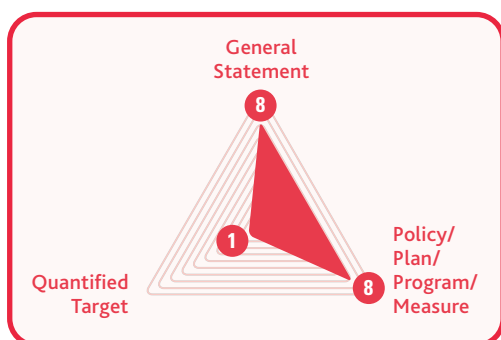 General
Statement
8
1
Policy/
Plan/
Program/
Measure
8
Quantified
Target